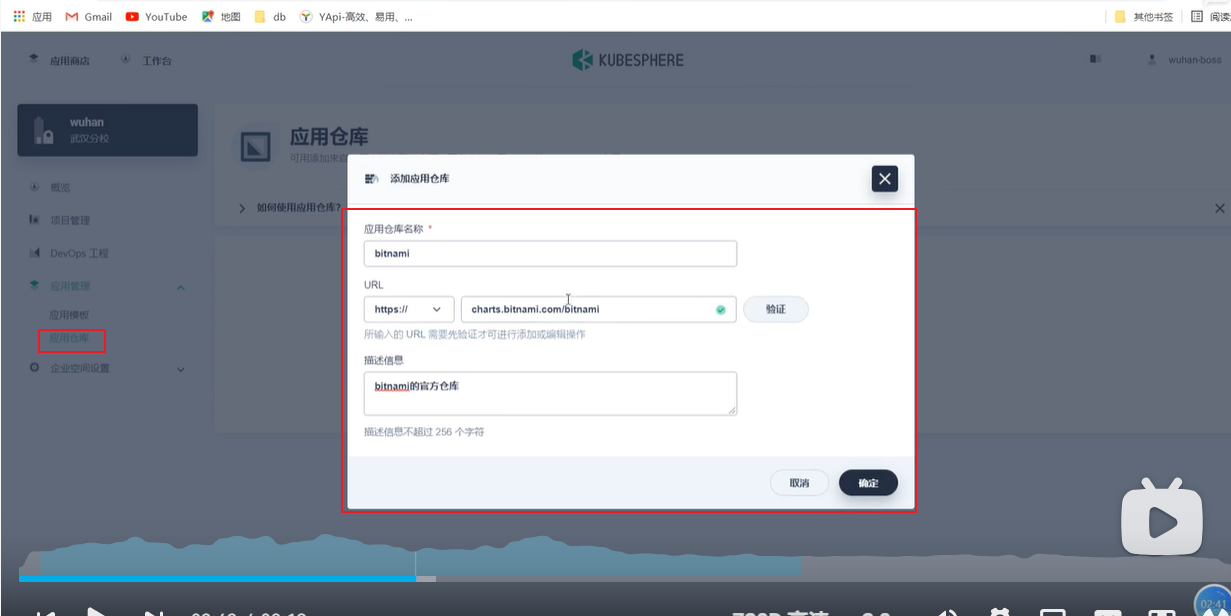 应用 Gmail YouTube 地图 db YApi-高效、易用、... 其他书签 阅读
应用商店 工作台 KUBESPHERE wuhan-boss
wuhan
武汉分校
应用仓库
可用添加来自
概览
项目管理
DevOps 工程
应用管理
应用模板
应用仓库
企业空间设置
如何使用应用仓库?
添加应用仓库
应用仓库名称 *
bitnami
URL
https:// charts.bitnami.com/bitnami 验证
所输入的 URL 需要先验证才可进行添加或编辑操作
描述信息
bitnami的官方仓库
描述信息不超过 256 个字符
取消 确定
02:41